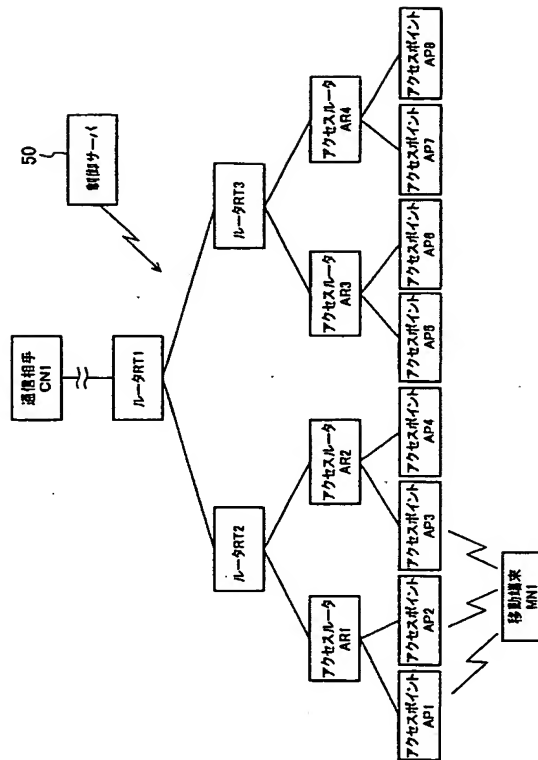 通信相手
CN1
50
制御サーバ
ルータRT1
ルータRT2
ルータRT3
アクセスルータ
AR1
アクセスルータ
AR2
アクセスルータ
AR3
アクセスルータ
AR4
アクセスポイント
AP1
アクセスポイント
AP2
アクセスポイント
AP3
アクセスポイント
AP4
アクセスポイント
AP5
アクセスポイント
AP6
アクセスポイント
AP7
アクセスポイント
AP8
移動端末
MN1